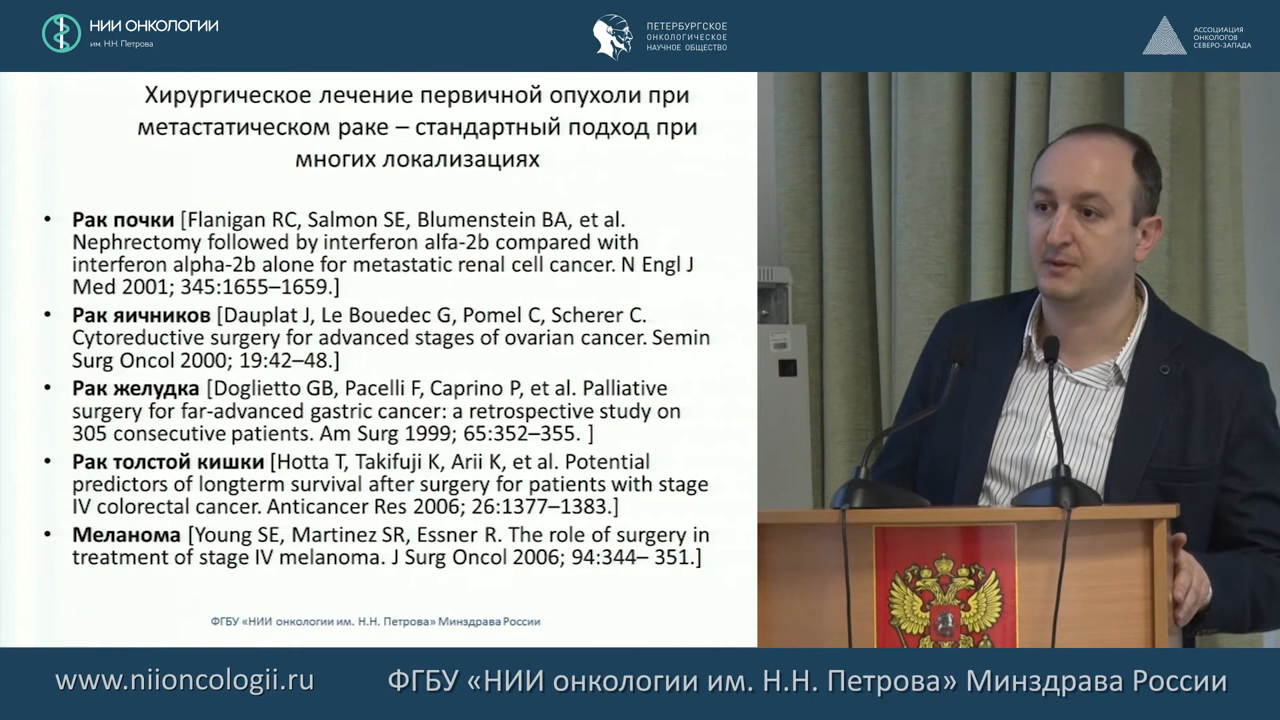 НИИ ОНКОЛОГИИ
им. Н.Н. Петрова
ПЕТЕРБУРГСКОЕ
ОНКОЛОГИЧЕСКОЕ
НАУЧНОЕ ОБЩЕСТВО
АССОЦИАЦИЯ
ОНКОЛОГОВ
СЕВЕРО-ЗАПАДА
Хирургическое лечение первичной опухоли при
метастатическом раке – стандартный подход при
многих локализациях
• Рак почки [Flanigan RC, Salmon SE, Blumenstein BA, et al.
Nephrectomy followed by interferon alfa-2b compared with
interferon alpha-2b alone for metastatic renal cell cancer. N Engl J
Med 2001; 345:1655–1659.]
• Рак яичников [Dauplat J, Le Bouedec G, Pomel C, Scherer C.
Cytoreductive surgery for advanced stages of ovarian cancer. Semin
Surg Oncol 2000; 19:42–48.]
• Рак желудка [Doglietto GB, Pacelli F, Caprino P, et al. Palliative
surgery for far-advanced gastric cancer: a retrospective study on
305 consecutive patients. Am Surg 1999; 65:352–355. ]
• Рак толстой кишки [Hotta T, Takifuji K, Arii K, et al. Potential
predictors of longterm survival after surgery for patients with stage
IV colorectal cancer. Anticancer Res 2006; 26:1377–1383.]
• Меланома [Young SE, Martinez SR, Essner R. The role of surgery in
treatment of stage IV melanoma. J Surg Oncol 2006; 94:344– 351.]
ФГБУ «НИИ онкологии им. Н.Н. Петрова» Минздрава России
www.niioncologii.ru
ФГБУ «НИИ онкологии им. Н.Н. Петрова» Минздрава России